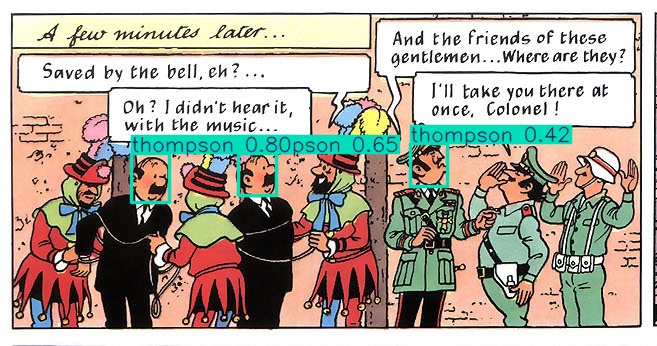 A few minutes later...
Saved by the bell, eh?...
Oh? I didn't hear it,
with the music...
And the friends of these
gentlemen...Where are they?
I'll take you there at
once, Colonel!
thompson 0.80pson 0.65
thompson 0.42